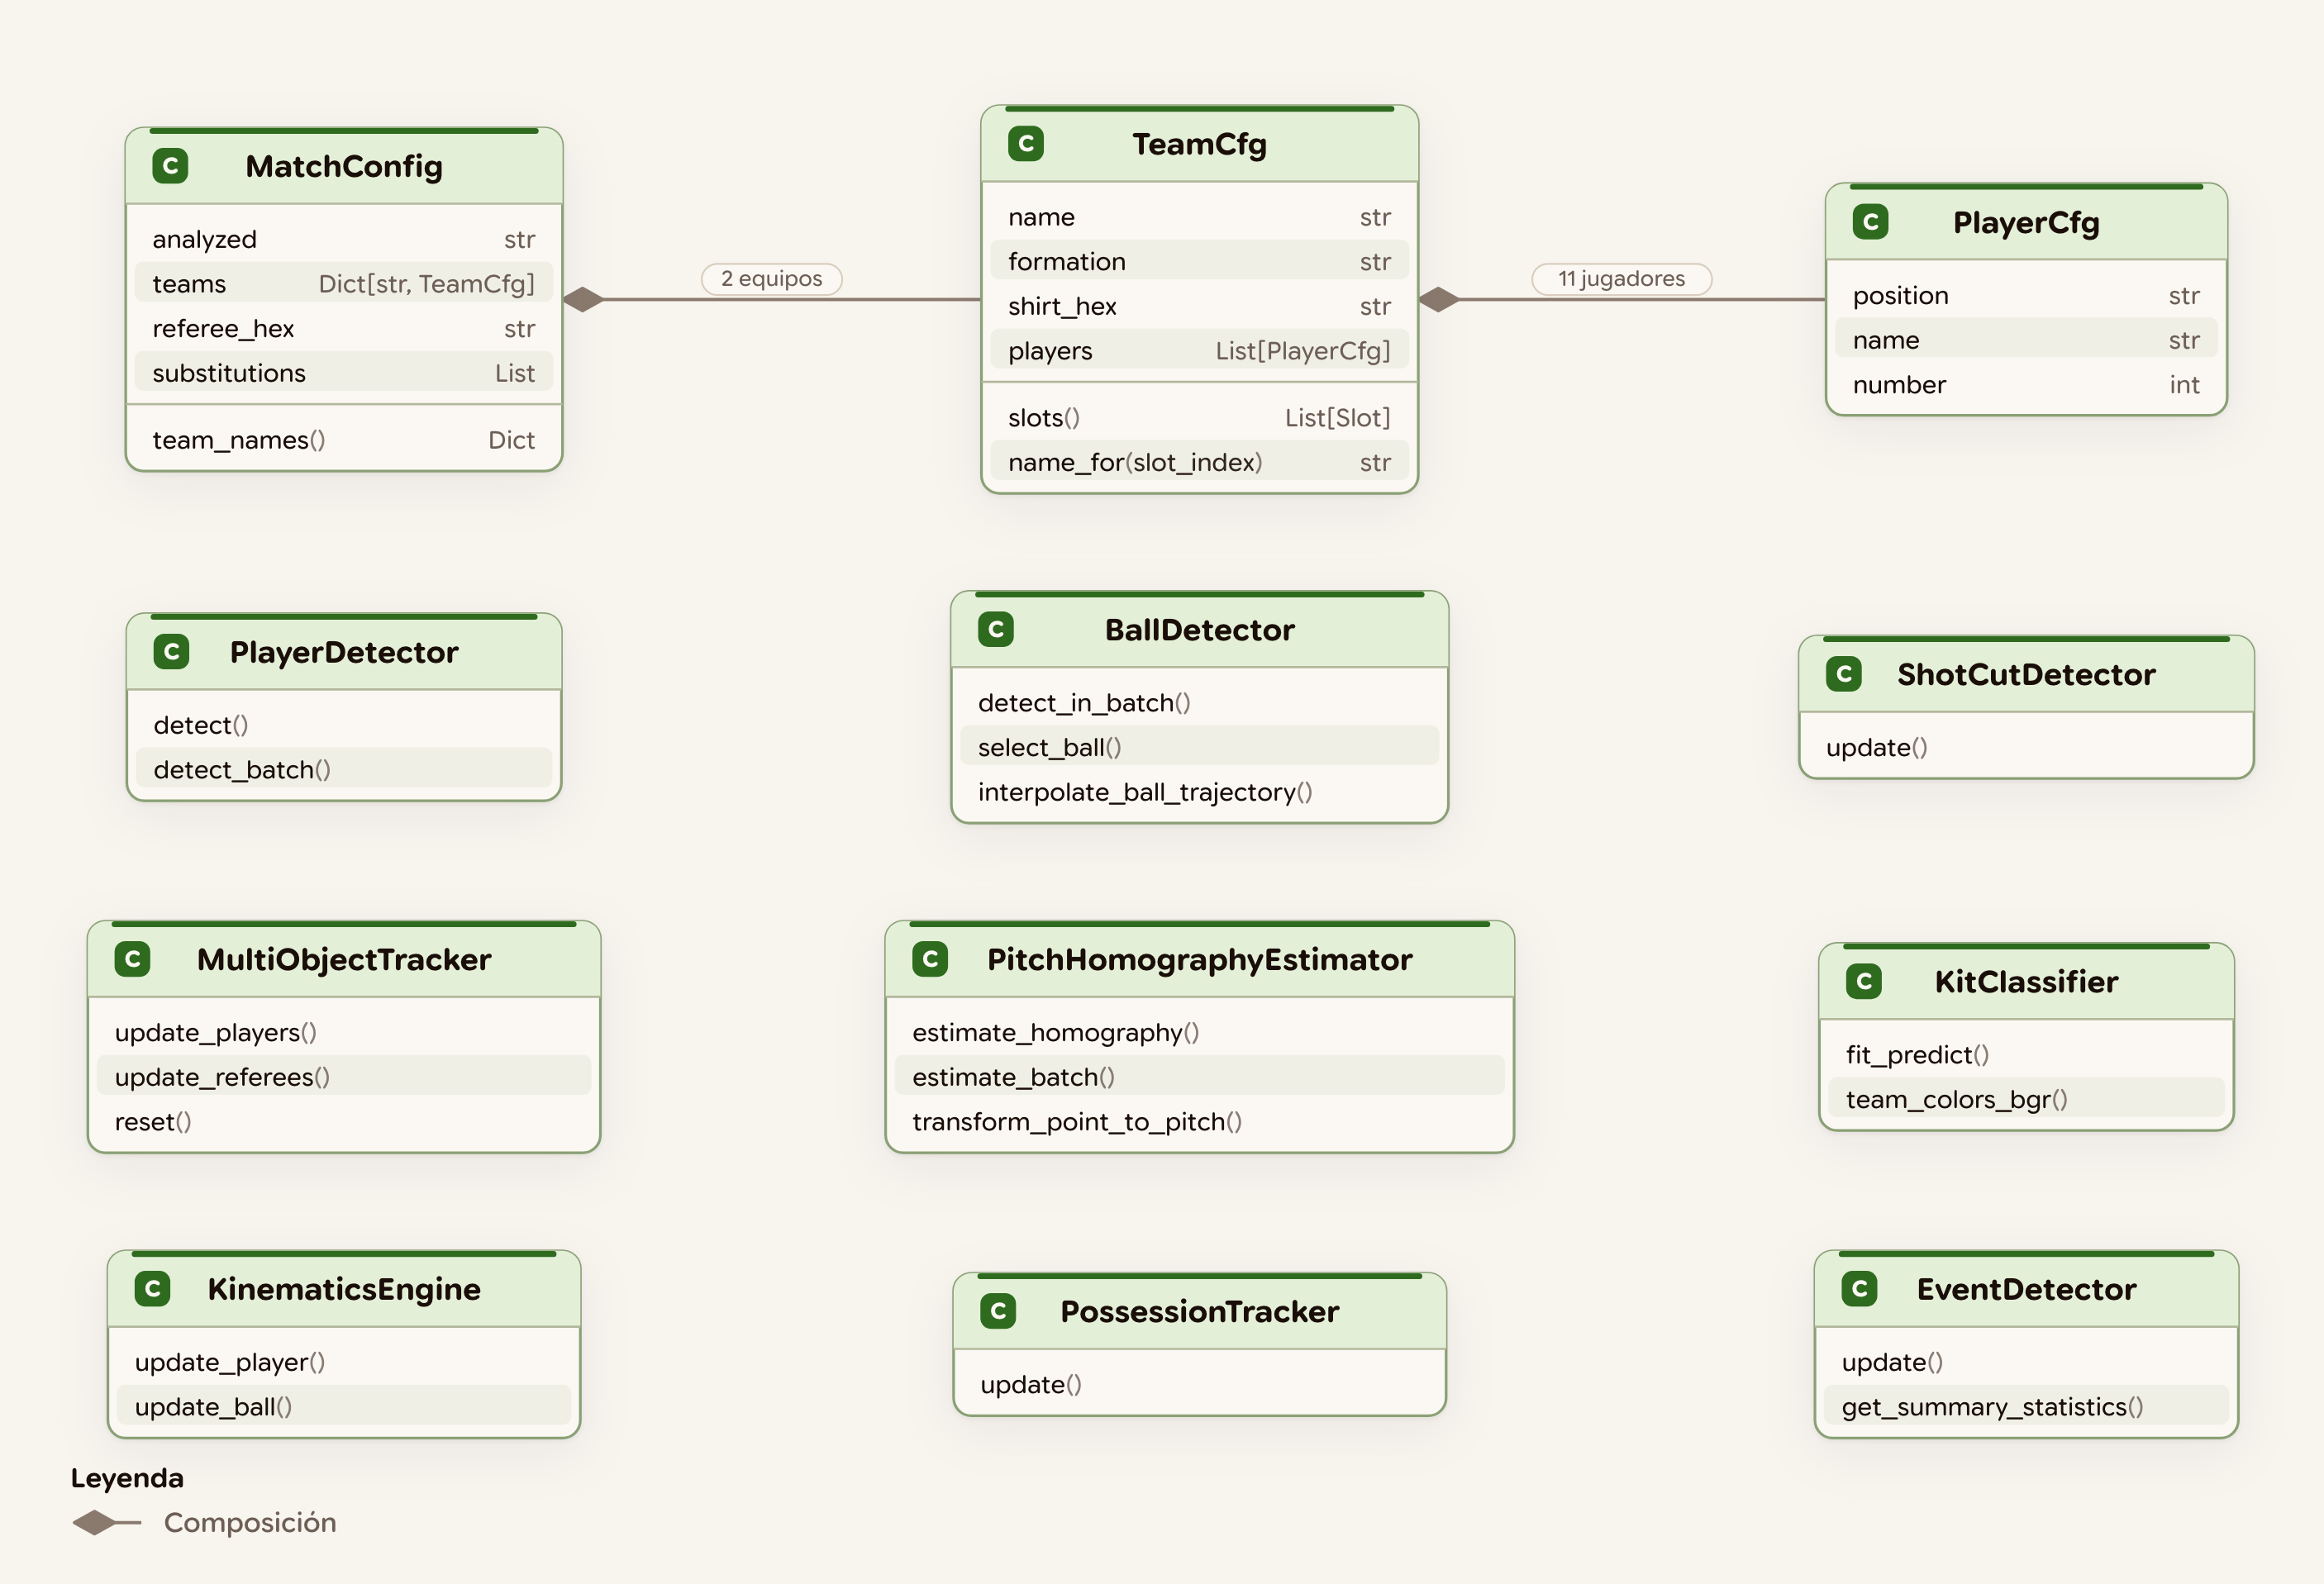 C MatchConfig
analyzed str
teams Dict[str, TeamCfg]
referee_hex str
substitutions List
team_names() Dict
2 equipos
C TeamCfg
name str
formation str
shirt_hex str
players List[PlayerCfg]
slots() List[Slot]
name_for(slot_index) str
11 jugadores
C PlayerCfg
position str
name str
number int
C PlayerDetector
detect()
detect_batch()
C BallDetector
detect_in_batch()
select_ball()
interpolate_ball_trajectory()
C ShotCutDetector
update()
C MultiObjectTracker
update_players()
update_referees()
reset()
C PitchHomographyEstimator
estimate_homography()
estimate_batch()
transform_point_to_pitch()
C KitClassifier
fit_predict()
team_colors_bgr()
C KinematicsEngine
update_player()
update_ball()
C PossessionTracker
update()
C EventDetector
update()
get_summary_statistics()
Leyenda
Composición